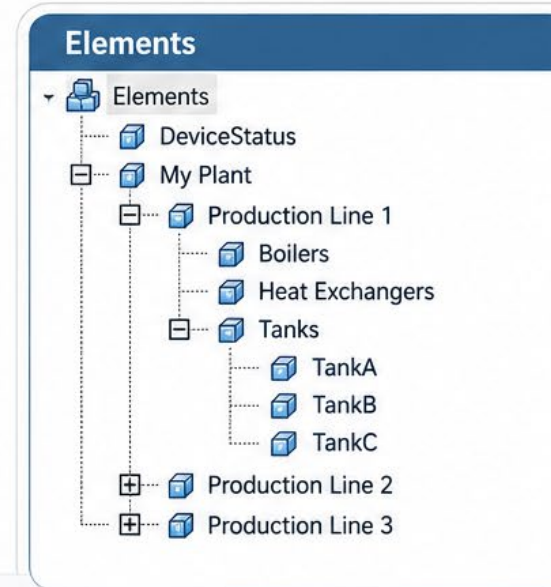 Elements
Elements
DeviceStatus
My Plant
Production Line 1
Boilers
Heat Exchangers
Tanks
TankA
TankB
TankC
Production Line 2
Production Line 3